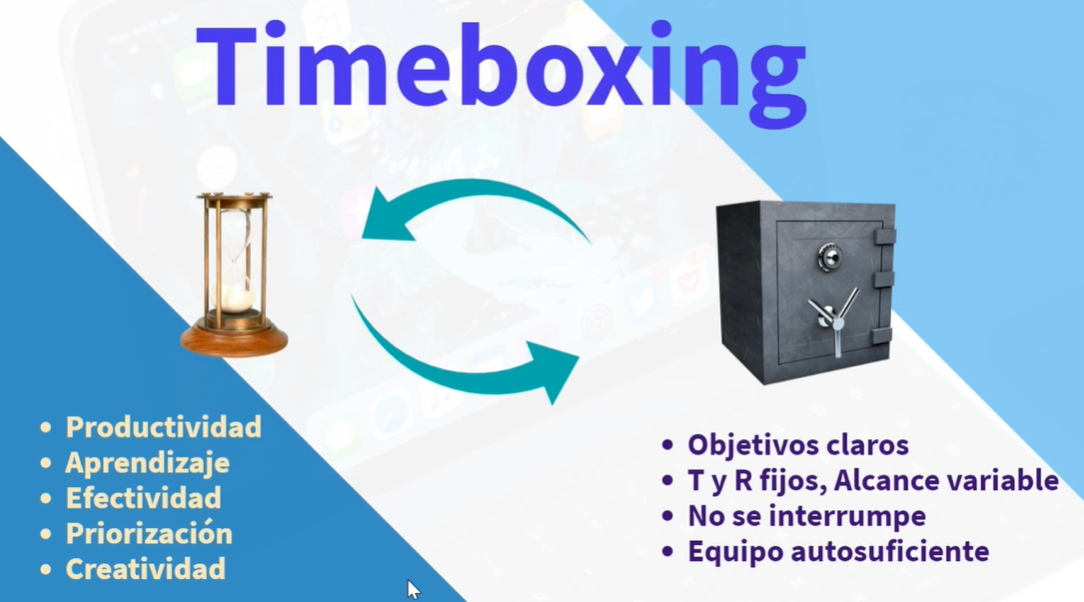 Timeboxing
• Productividad
• Aprendizaje
• Efectividad
• Priorización
• Creatividad
• Objetivos claros
• T y R fijos, Alcance variable
• No se interrumpe
• Equipo autosuficiente